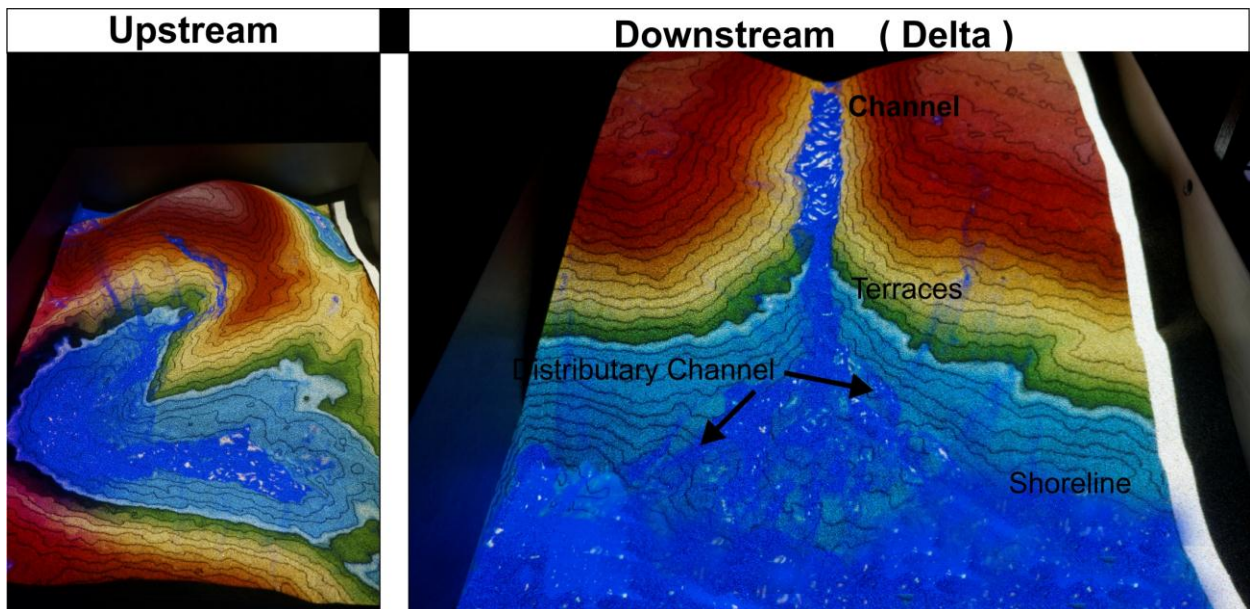 Upstream
Downstream ( Delta )
Channel
Terraces
Distributary Channel
Shoreline